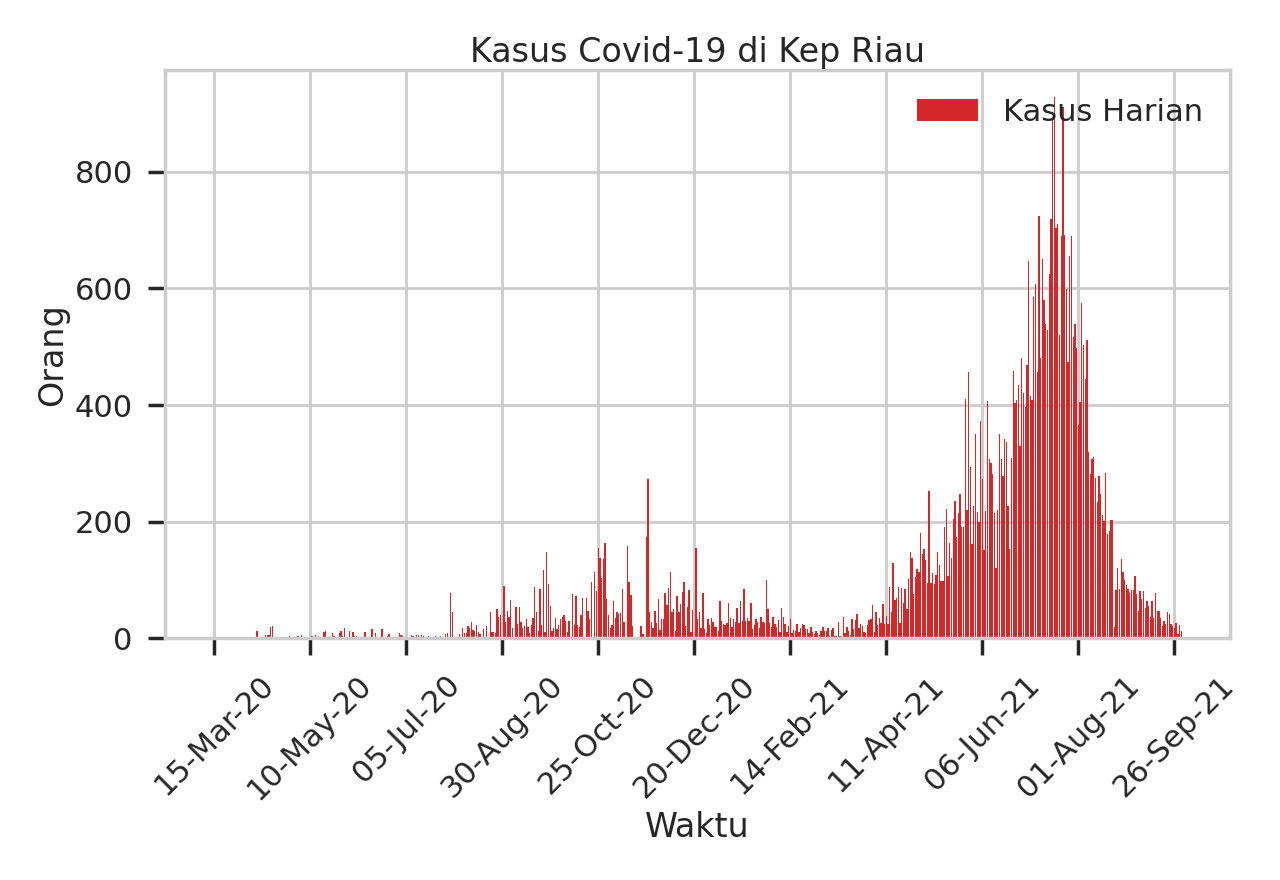 Kasus Covid-19 di Kep Riau
Kasus Harian
800
600
400
200
0
Orang
15-Mar-20
10-May-20
05-Jul-20
30-Aug-20
25-Oct-20
20-Dec-20
14-Feb-21
11-Apr-21
06-Jun-21
01-Aug-21
26-Sep-21
Waktu